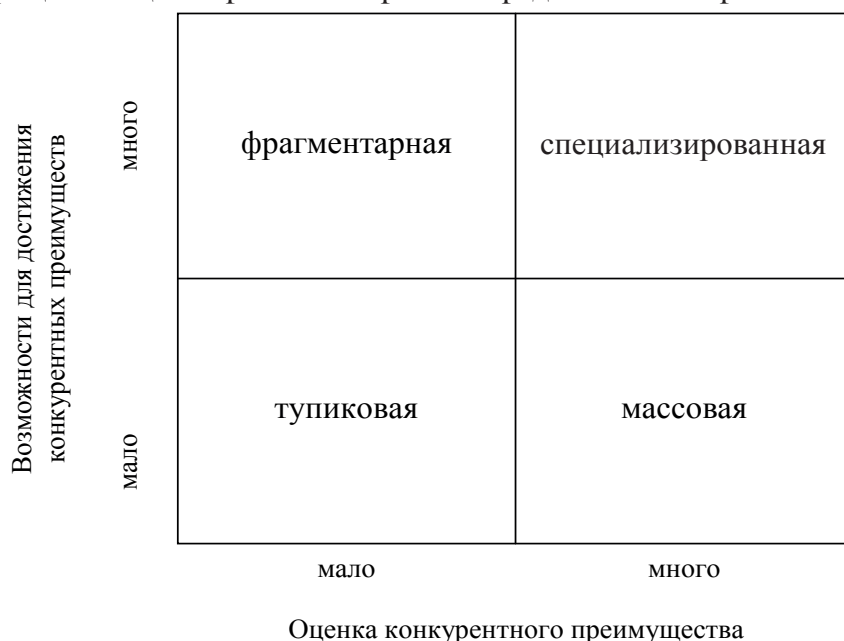 Возможности для достижения
конкурентных преимуществ
много
мало
фрагментарная
специализированная
тупиковая
массовая
мало
много
Оценка конкурентного преимущества